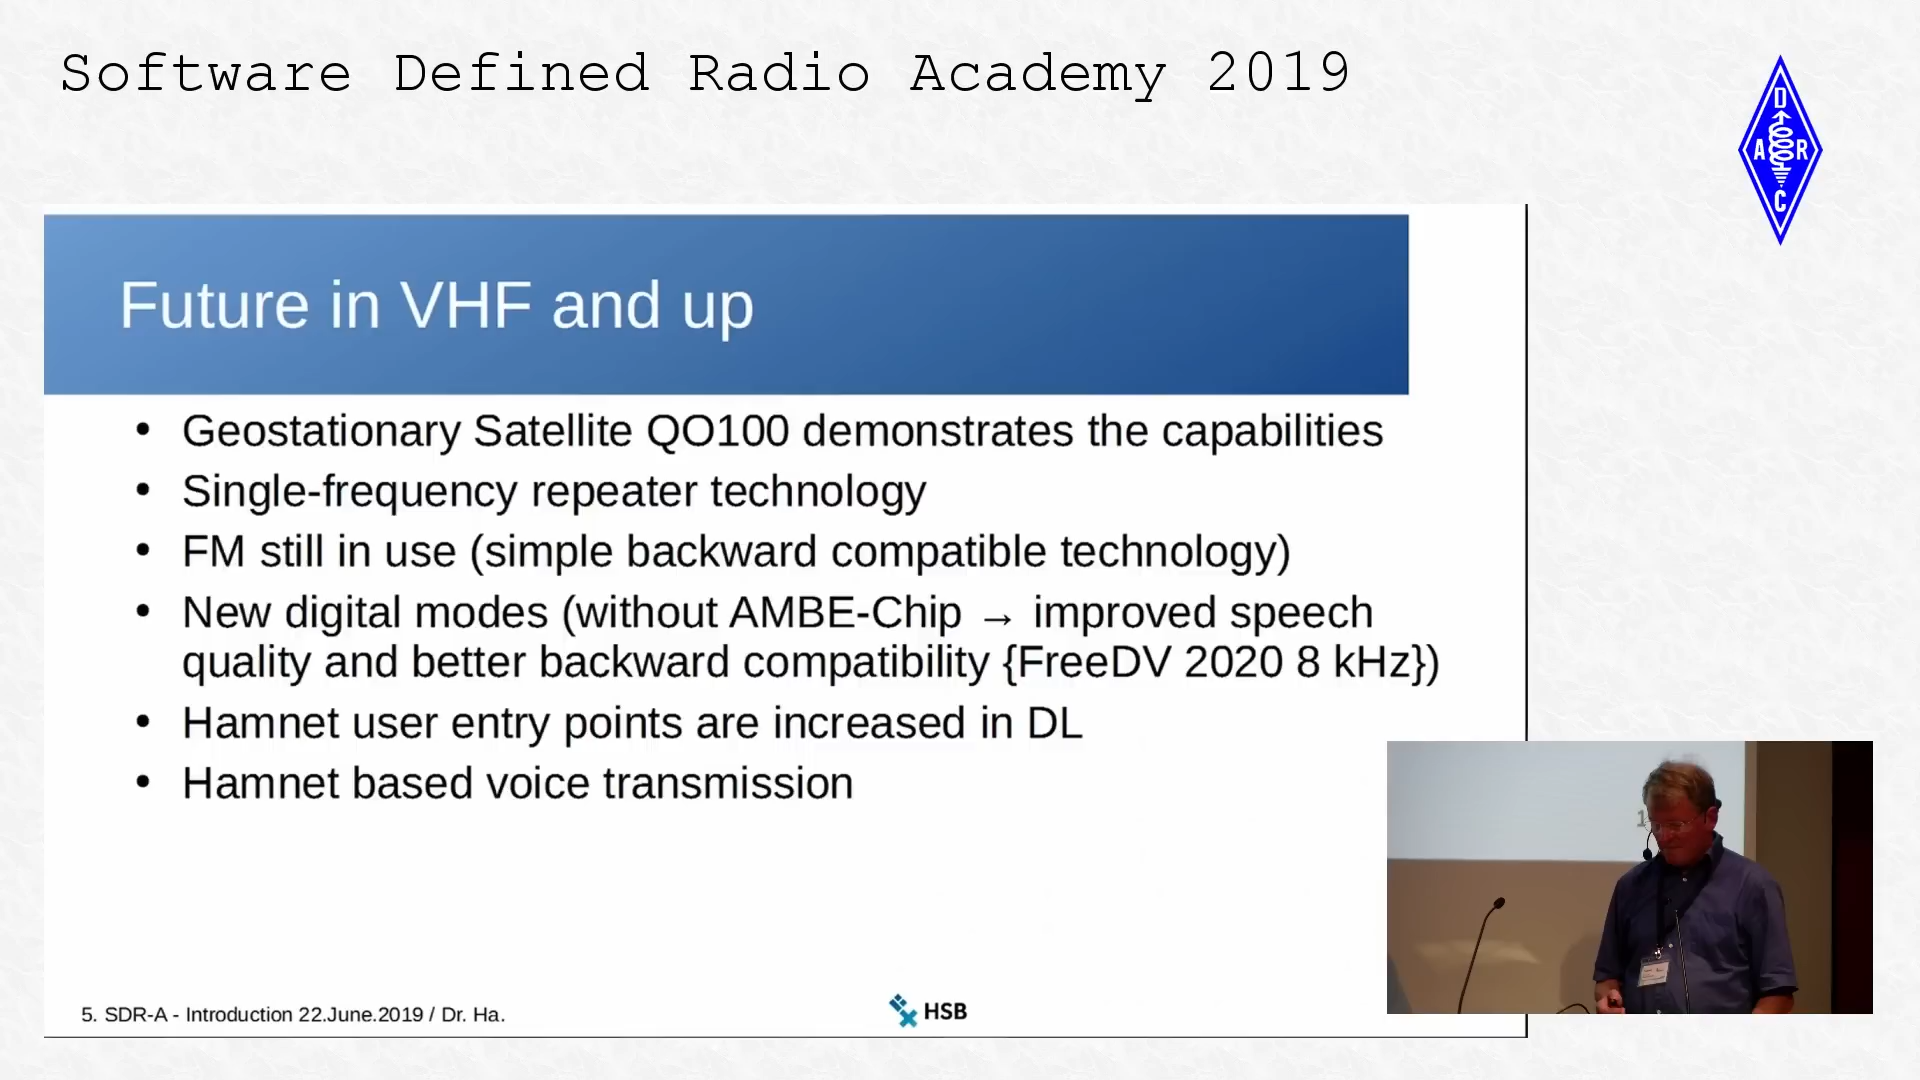 Software Defined Radio Academy 2019
D
A R
C
Future in VHF and up
• Geostationary Satellite QO100 demonstrates the capabilities
• Single-frequency repeater technology
• FM still in use (simple backward compatible technology)
• New digital modes (without AMBE-Chip → improved speech
quality and better backward compatibility {FreeDV 2020 8 kHz})
• Hamnet user entry points are increased in DL
• Hamnet based voice transmission
1
5. SDR-A - Introduction 22.June.2019 / Dr. Ha.
HSB